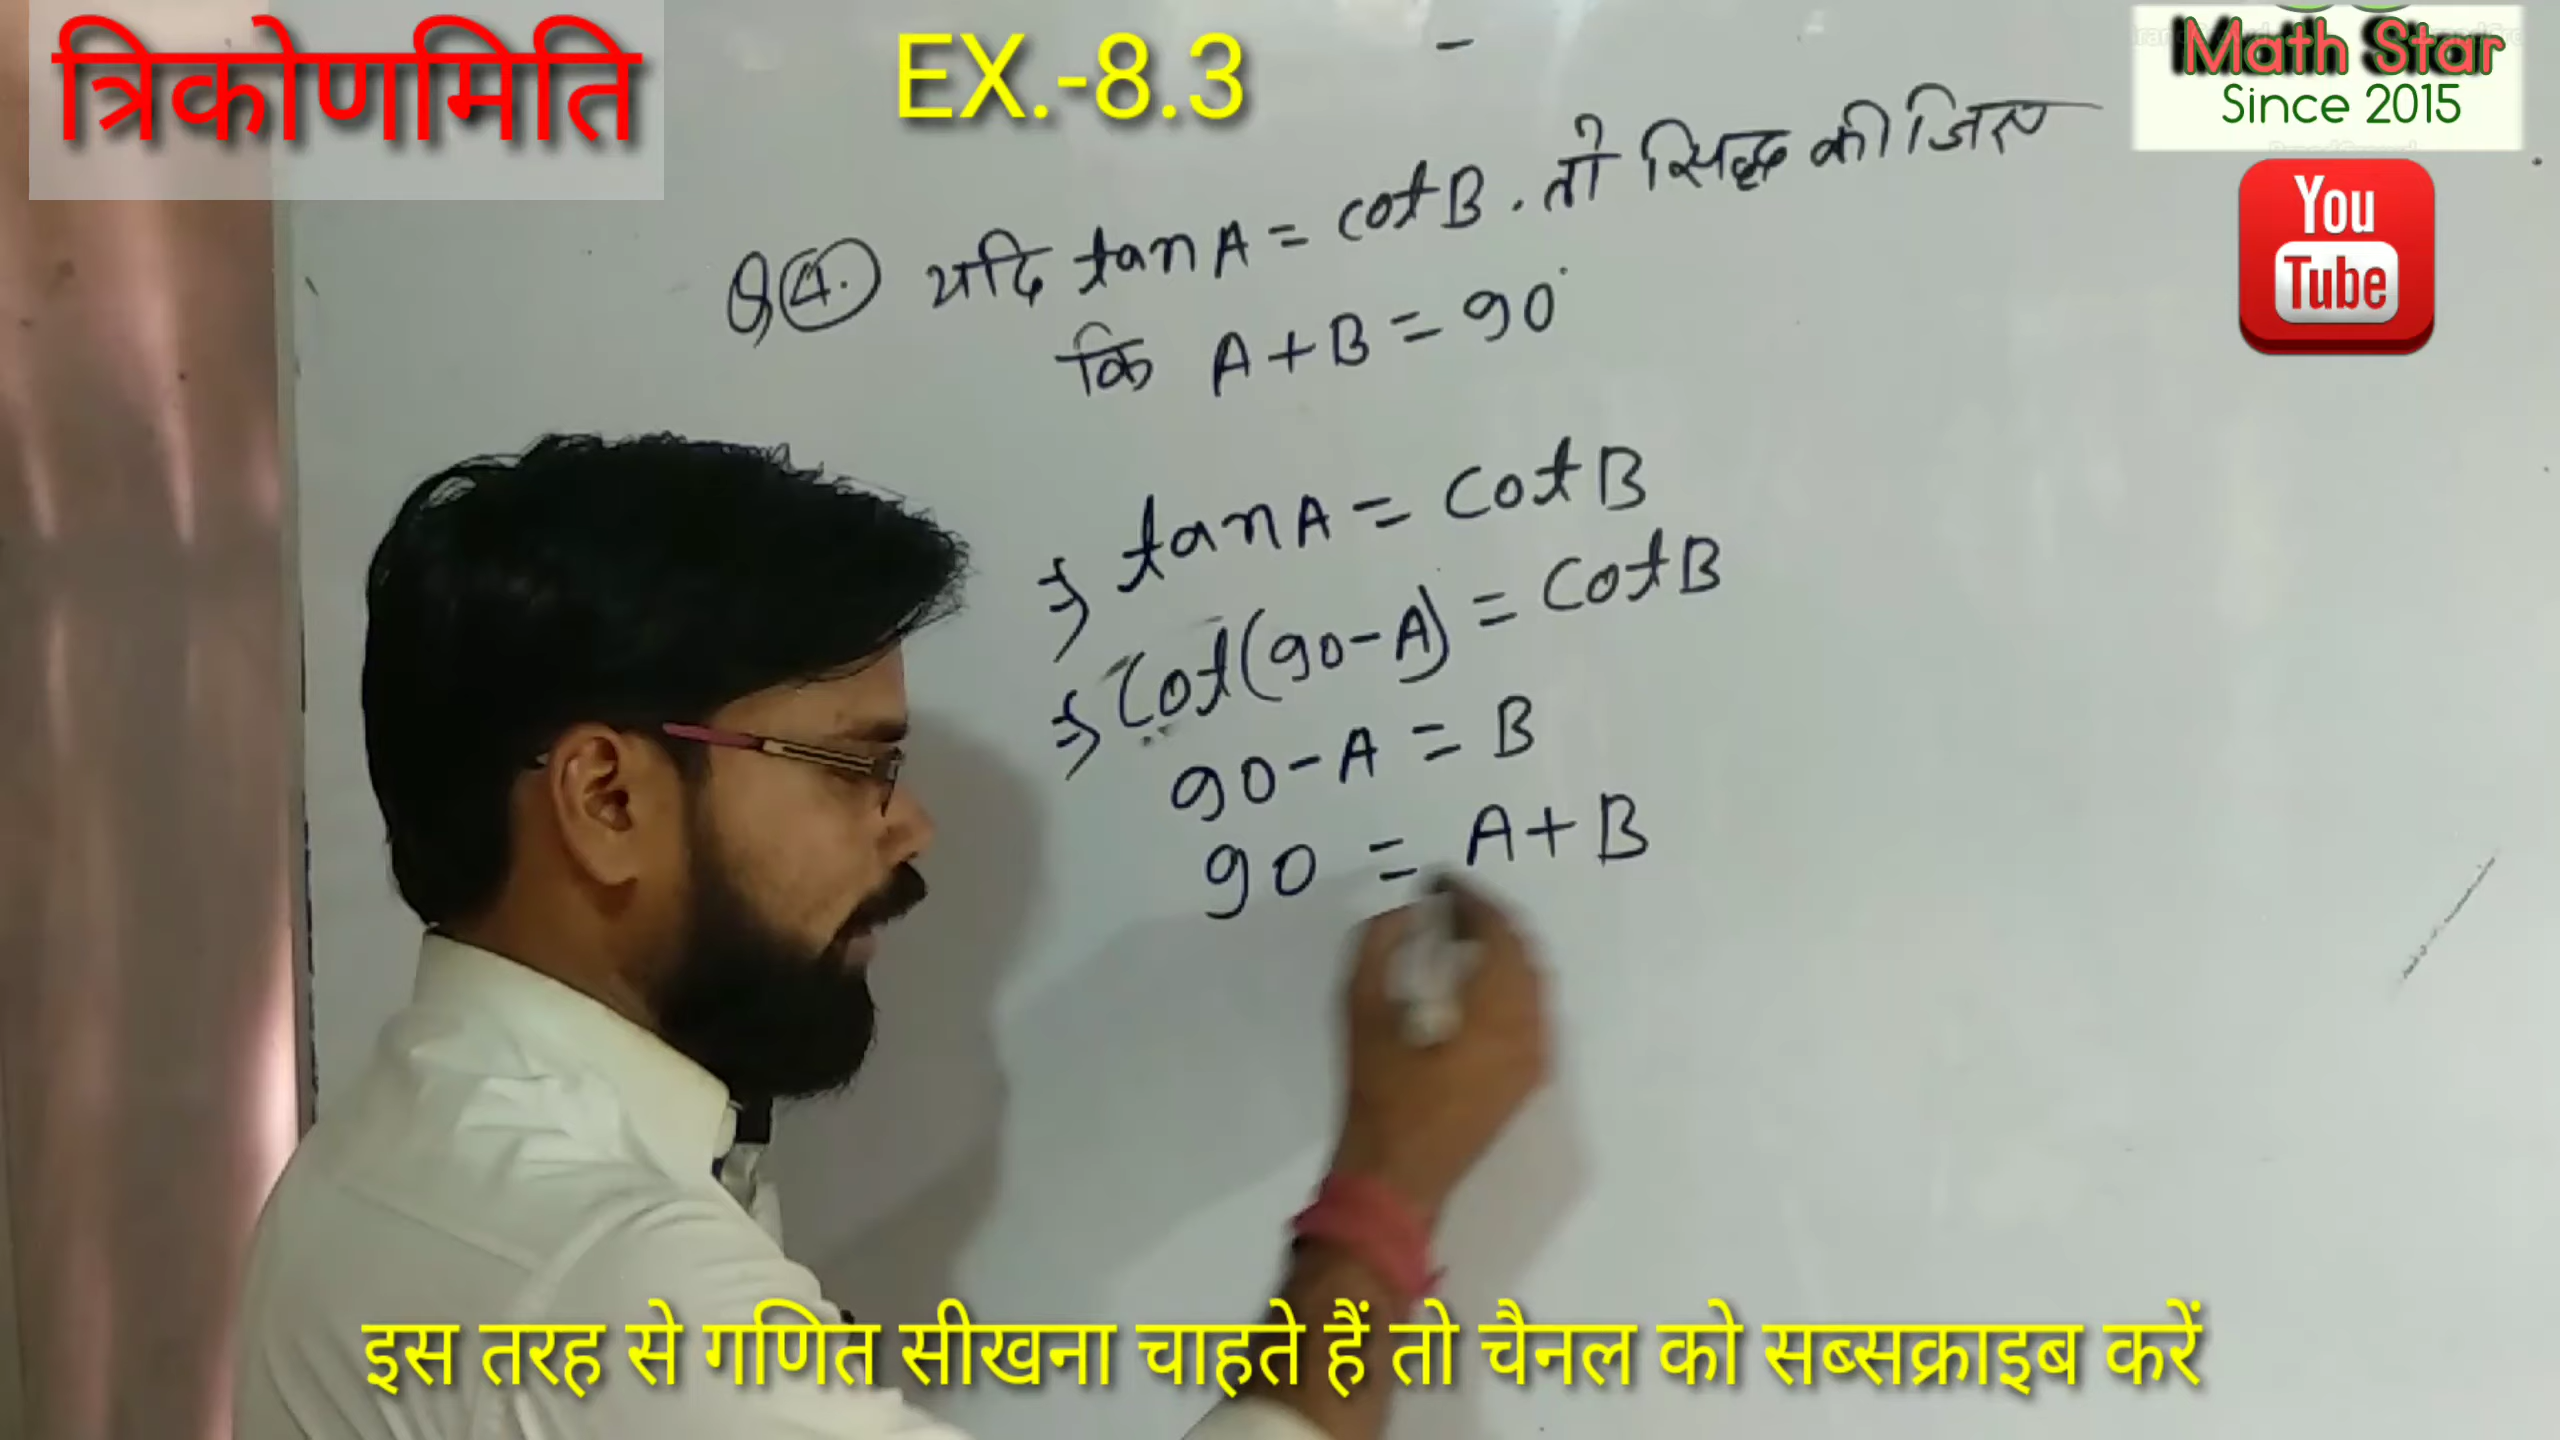 त्रिकोणमिति
EX.-8.3
Math Star
Since 2015
You
Tube
Q4. यदि tan A = cot B. तो सिद्ध कीजिए
कि A + B = 90°
⇒ tan A = Cot B
⇒ Cot(90-A) = Cot B
90 - A = B
90 = A + B
इस तरह से गणित सीखना चाहते हैं तो चैनल को सब्सक्राइब करें